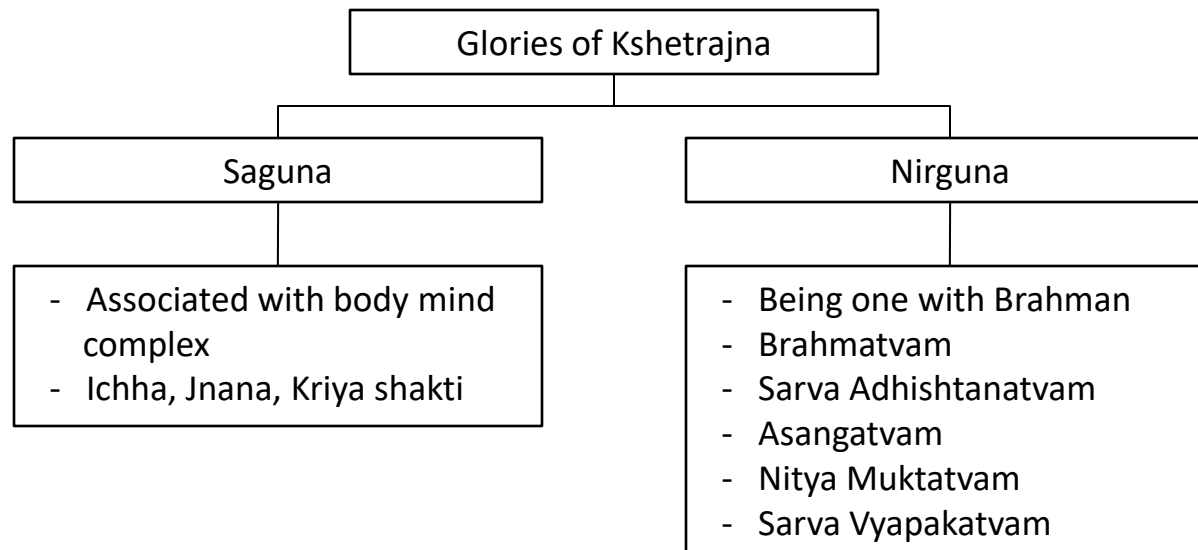 Glories of Kshetrajna
Saguna
Nirguna
- Associated with body mind
complex
- Ichha, Jnana, Kriya shakti
- Being one with Brahman
- Brahmatvam
- Sarva Adhishtanatvam
- Asangatvam
- Nitya Muktatvam
- Sarva Vyapakatvam